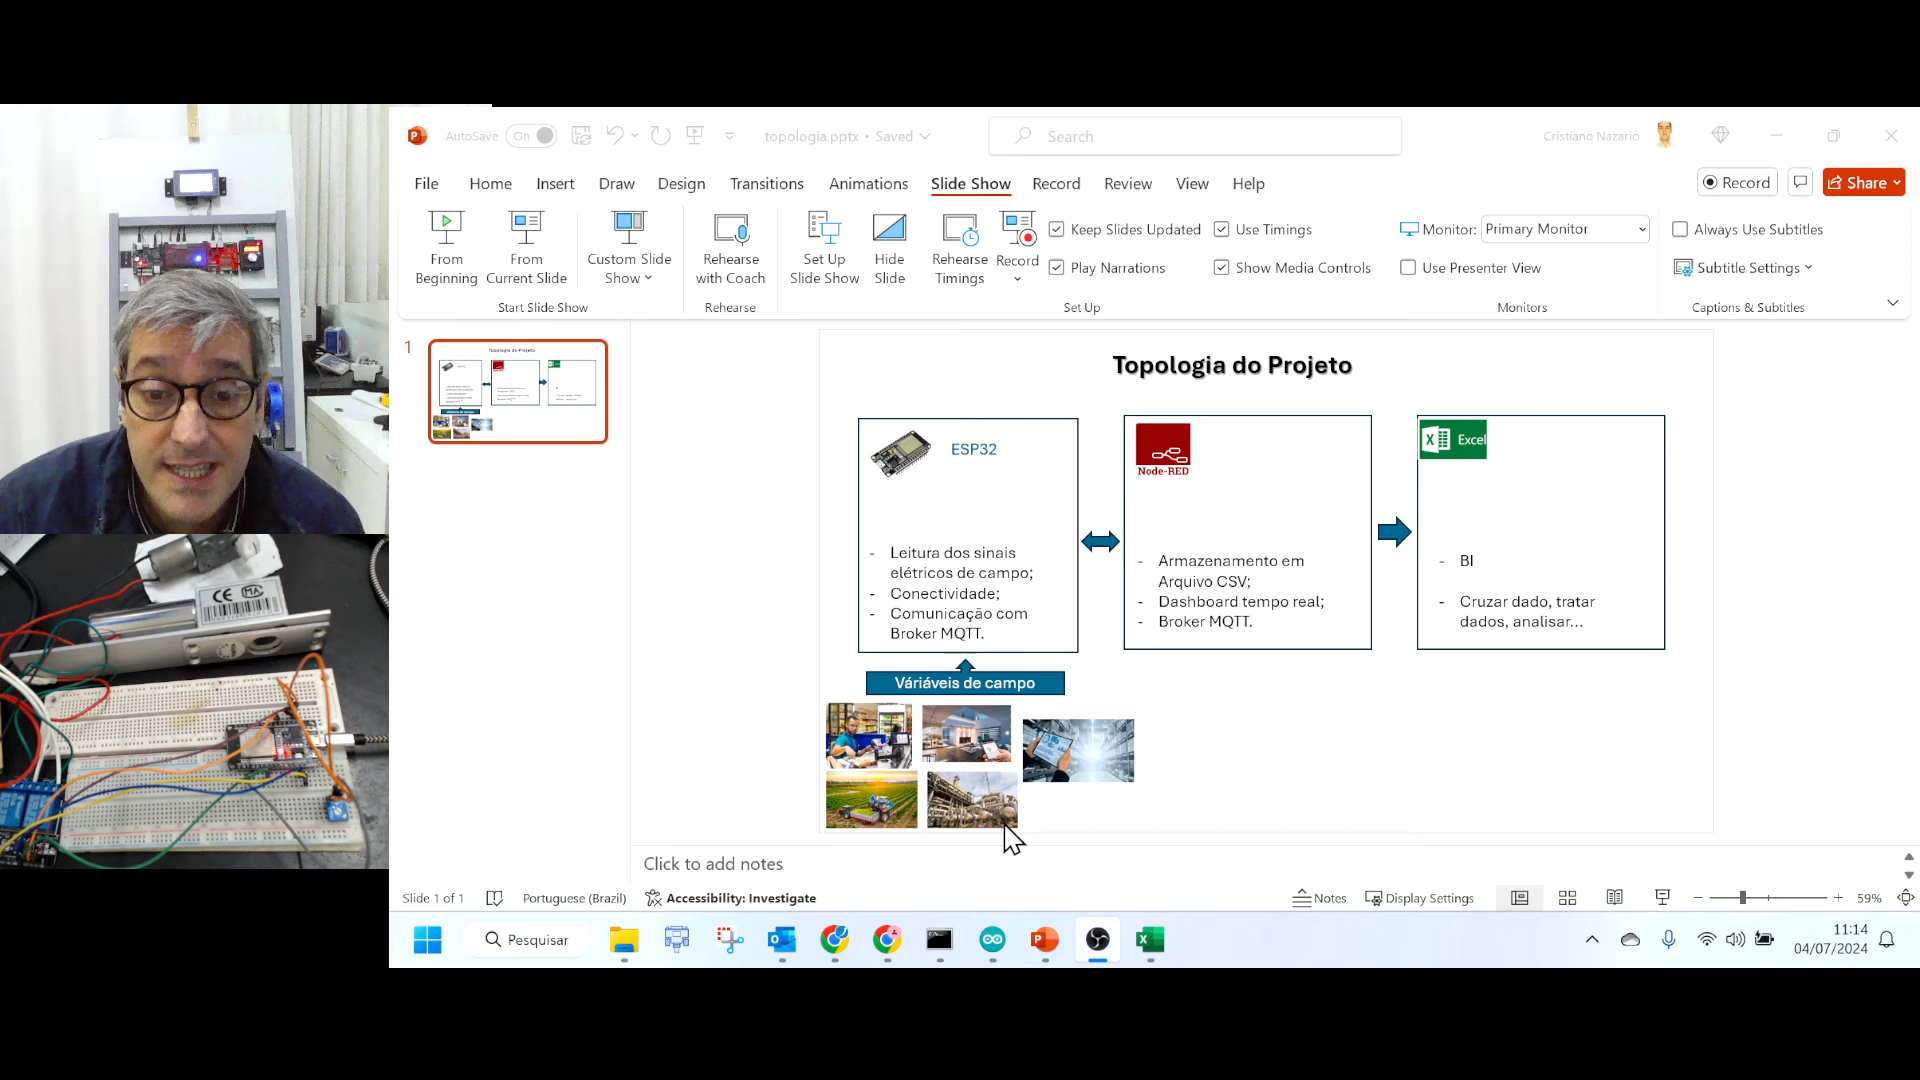 AutoSave On
topologia.pptx • Saved
Search
Cristiano Nazario
File Home Insert Draw Design Transitions Animations Slide Show Record Review View Help
Record
Share
From Beginning
From Current Slide
Custom Slide Show
Start Slide Show
Rehearse with Coach
Rehearse
Set Up Slide Show
Hide Slide
Rehearse Timings
Record
Keep Slides Updated
Use Timings
Play Narrations
Show Media Controls
Set Up
Monitor: Primary Monitor
Use Presenter View
Monitors
Always Use Subtitles
Subtitle Settings
Captions & Subtitles
1
Topologia do Projeto
Topologia do Projeto
ESP32
- Leitura dos sinais
elétricos de campo;
- Conectividade;
- Comunicação com
Broker MQTT.
Node-RED
- Armazenamento em
Arquivo CSV;
- Dashboard tempo real;
- Broker MQTT.
Excel
- BI
- Cruzar dado, tratar
dados, analisar...
Váriáveis de campo
CE MA
Click to add notes
Slide 1 of 1
Portuguese (Brazil)
Accessibility: Investigate
Notes
Display Settings
59%
Pesquisar
11:14
04/07/2024